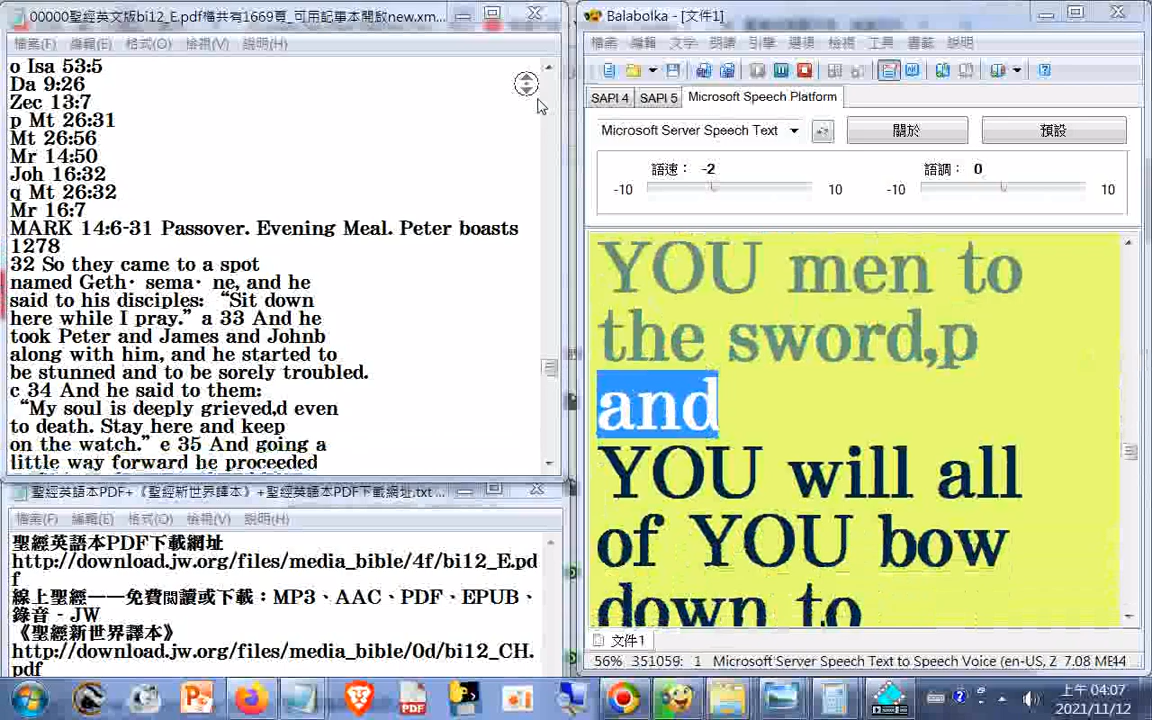 00000聖經英文版bi12_E.pdf檔共有1669頁_可用記事本開啟new.xm...
檔案(F) 編輯(E) 格式(O) 檢視(V) 說明(H)
o Isa 53:5
Da 9:26
Zec 13:7
p Mt 26:31
Mt 26:56
Mr 14:50
Joh 16:32
q Mt 26:32
Mr 16:7
MARK 14:6-31 Passover. Evening Meal. Peter boasts
1278
32 So they came to a spot
named Geth· sema· ne, and he
said to his disciples: “Sit down
here while I pray.” a 33 And he
took Peter and James and Johnb
along with him, and he started to
be stunned and to be sorely troubled.
c 34 And he said to them:
“My soul is deeply grieved,d even
to death. Stay here and keep
on the watch.” e 35 And going a
little way forward he proceeded
聖經英語本PDF+《聖經新世界譯本》+聖經英語本PDF下載網址.txt ...
檔案(F) 編輯(E) 格式(O) 檢視(V) 說明(H)
聖經英語本PDF下載網址
http://download.jw.org/files/media_bible/4f/bi12_E.pd
f
線上聖經——免費閱讀或下載：MP3、AAC、PDF、EPUB、
錄音 - JW
《聖經新世界譯本》
http://download.jw.org/files/media_bible/0d/bi12_CH.
pdf
Balabolka - [文件1]
檔案 編輯 文字 閱讀 引擎 選項 檢視 工具 書籤 說明
SAPI 4 SAPI 5 Microsoft Speech Platform
Microsoft Server Speech Text 關於 預設
語速： -2 語調： 0
-10 10 -10 10
YOU men to
the sword,p
and
YOU will all
of YOU bow
down to
文件1
56% 351059: 1 Microsoft Server Speech Text to Speech Voice (en-US, Z 7.08 ME44
上午 04:07
2021/11/12